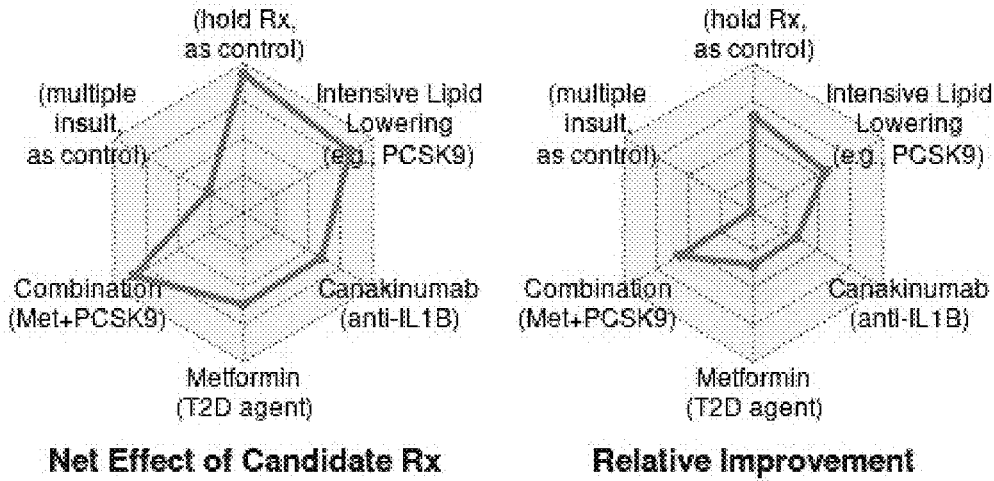 (hold Rx,
as control)
(multiple
insult,
as control)
Intensive Lipid
Lowering
(e.g., PCSK9)
Combination
(Met+PCSK9)
Canakinumab
(anti-IL1B)
Metformin
(T2D agent)
Net Effect of Candidate Rx
(hold Rx,
as control)
(multiple
insult,
as control)
Intensive Lipid
Lowering
(e.g., PCSK9)
Combination
(Met+PCSK9)
Canakinumab
(anti-IL1B)
Metformin
(T2D agent)
Relative Improvement